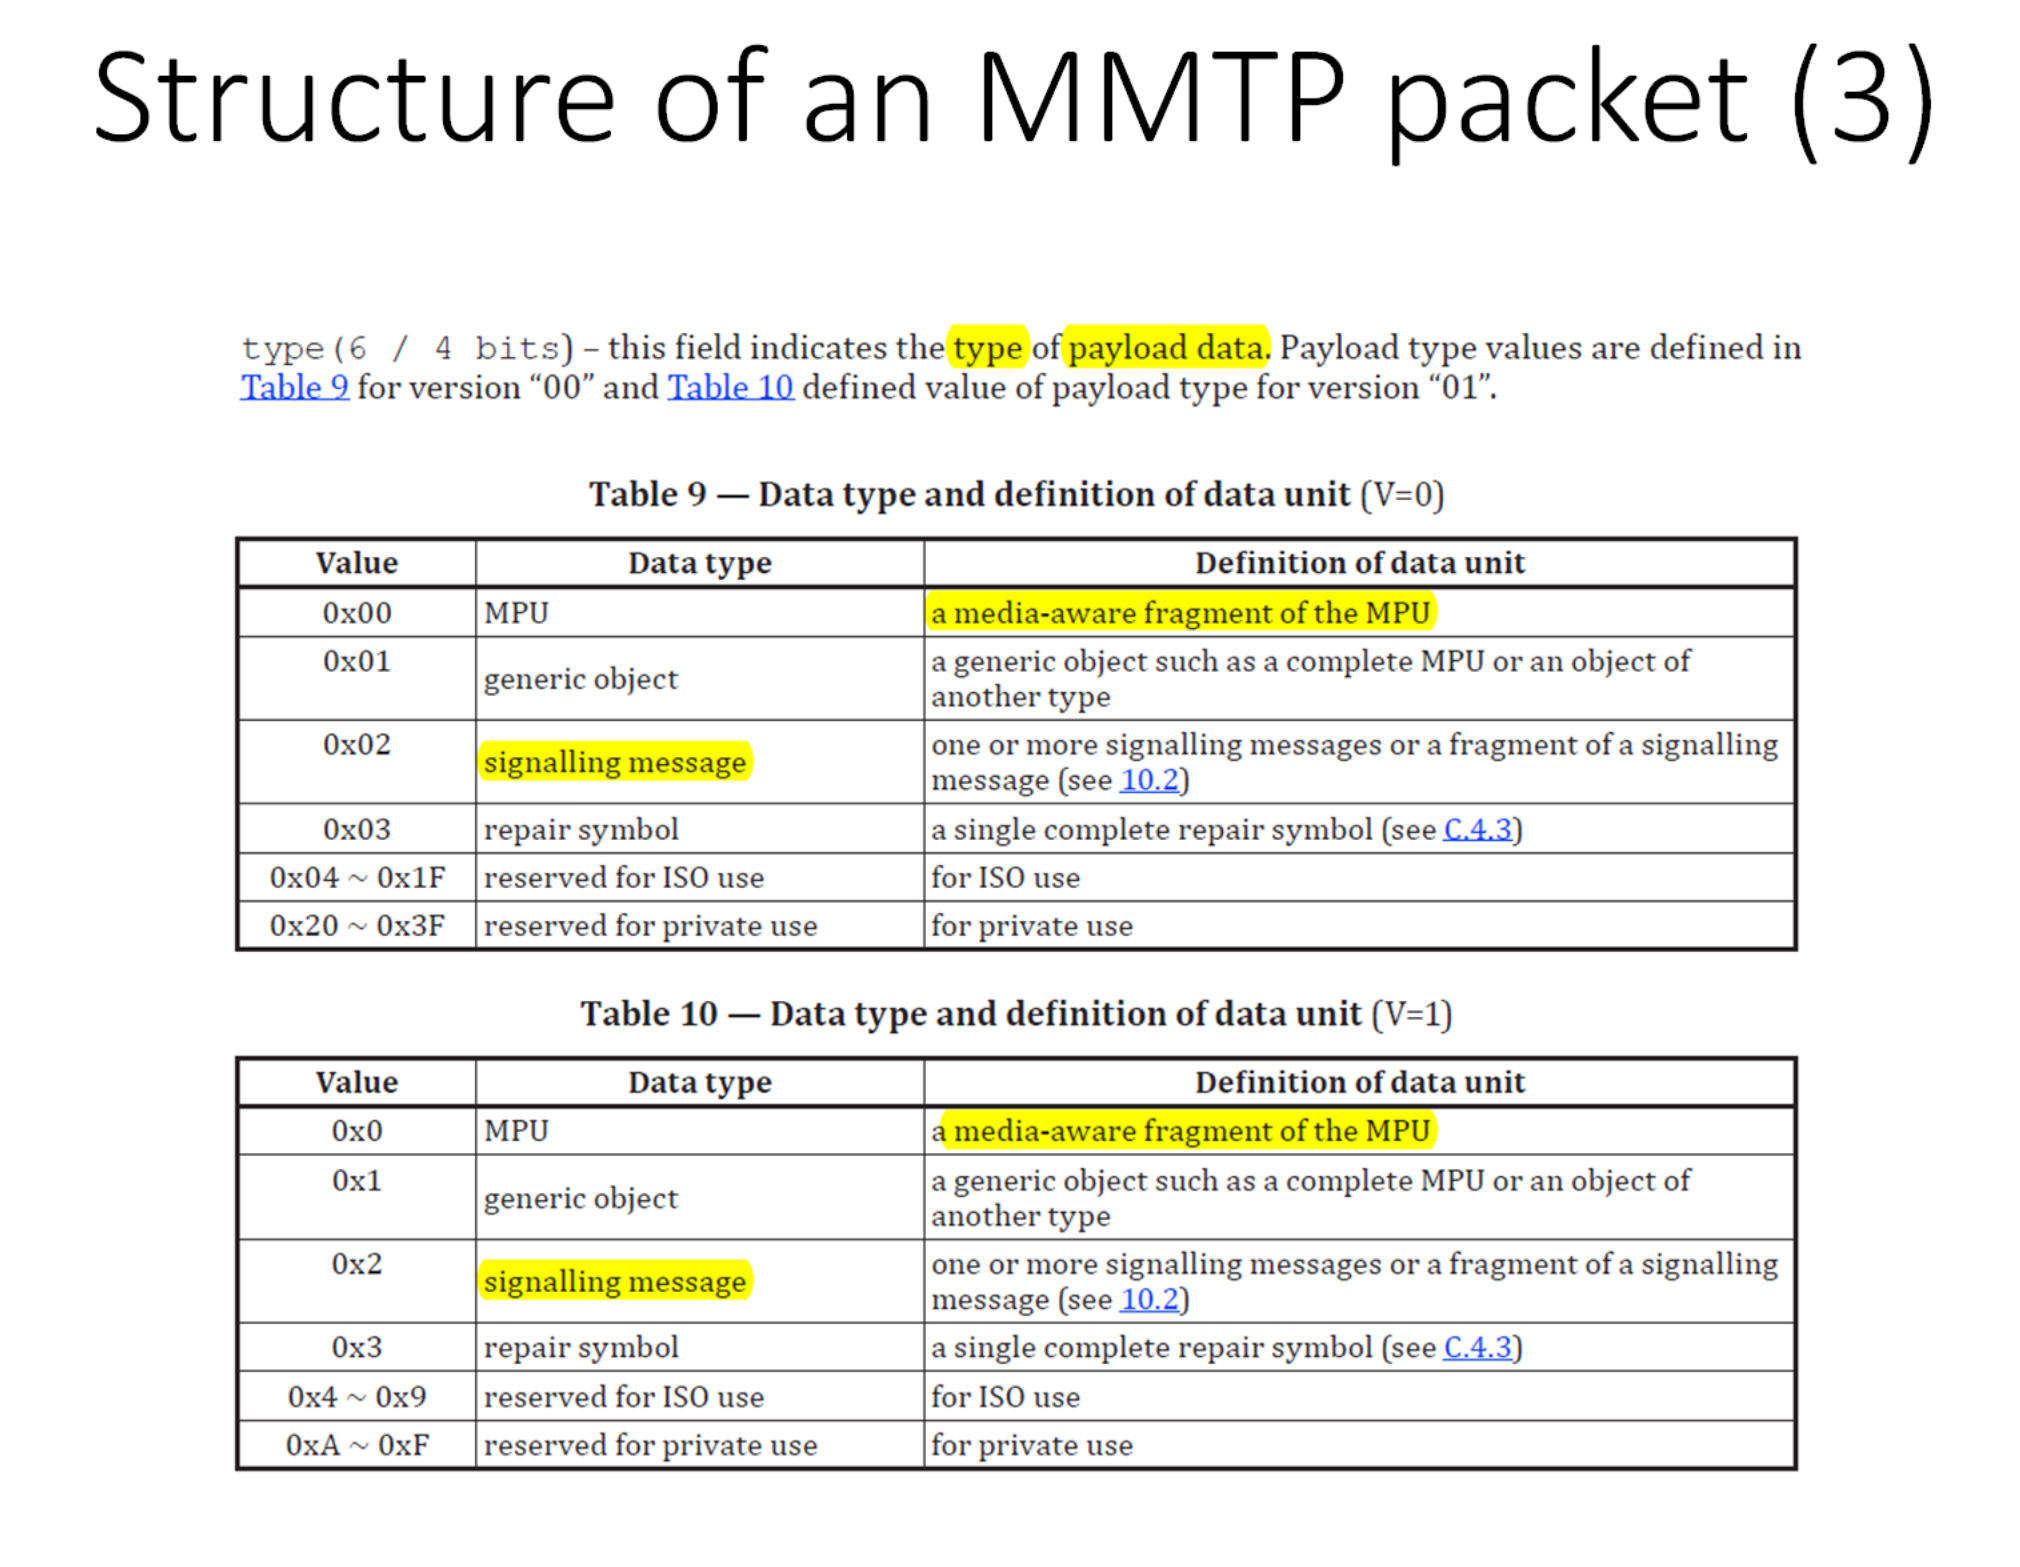 Structure of an MMTP packet (3)
type(6 / 4 bits) – this field indicates the type of payload data. Payload type values are defined in
Table 9 for version “00” and Table 10 defined value of payload type for version “01”.
Table 9 — Data type and definition of data unit (V=0)
Value Data type Definition of data unit
0x00 MPU a media-aware fragment of the MPU
0x01 generic object a generic object such as a complete MPU or an object of
another type
0x02 signalling message one or more signalling messages or a fragment of a signalling
message (see 10.2)
0x03 repair symbol a single complete repair symbol (see C.4.3)
0x04 ~ 0x1F reserved for ISO use for ISO use
0x20 ~ 0x3F reserved for private use for private use
Table 10 — Data type and definition of data unit (V=1)
Value Data type Definition of data unit
0x0 MPU a media-aware fragment of the MPU
0x1 generic object a generic object such as a complete MPU or an object of
another type
0x2 signalling message one or more signalling messages or a fragment of a signalling
message (see 10.2)
0x3 repair symbol a single complete repair symbol (see C.4.3)
0x4 ~ 0x9 reserved for ISO use for ISO use
0xA ~ 0xF reserved for private use for private use